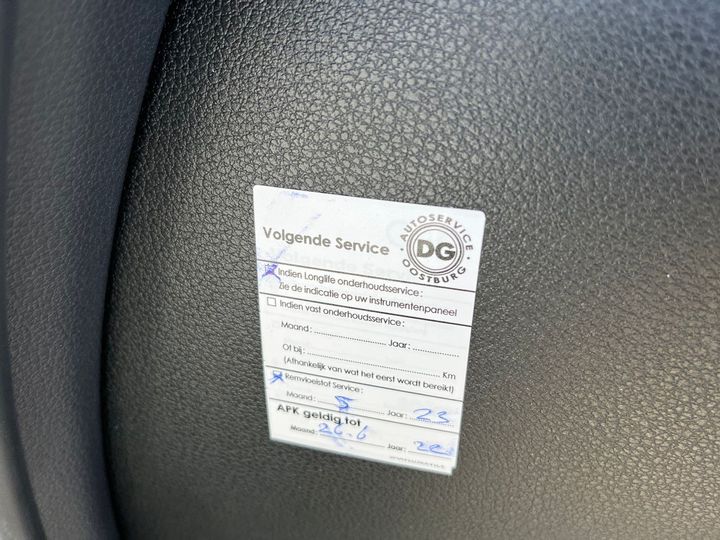 Volgende Service
AUTOSERVICE
DG
OOSTBURG
Indien Longlife onderhoudsservice:
Zie de indicatie op uw instrumentenpaneel
Indien vast onderhoudsservice:
Maand: Jaar:
Of bij: Km
(Afhankelijk van wat het eerst wordt bereikt)
Remvloeistof Service:
Maand: 5 Jaar: 23
APK geldig tot
Maand: 26.6 Jaar: